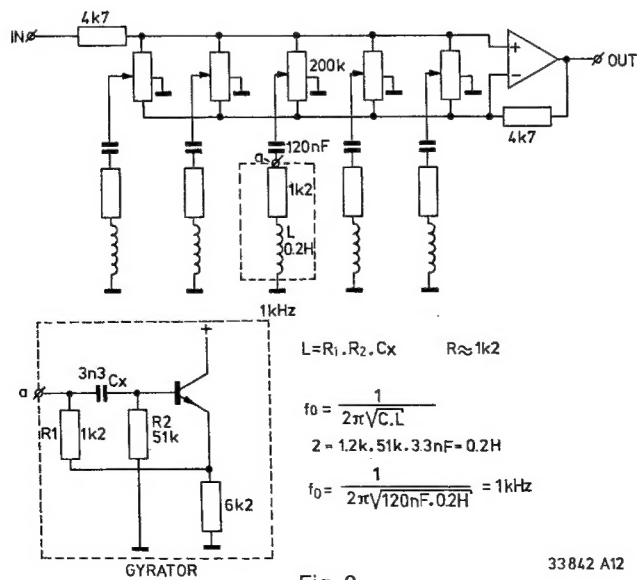 4k7
IN
+
OUT
−
200k
4k7
120nF
a
1k2
L
0.2H
1kHz
+
L=R₁.R₂.Cx R≈1k2
a
3n3
Cx
R1
1k2
R2
51k
6k2
f₀= 1
2π√C.L
2=1.2k.51k.3.3nF=0.2H
f₀= 1 =1kHz
2π√120nF.0.2H
GYRATOR
33842 A12